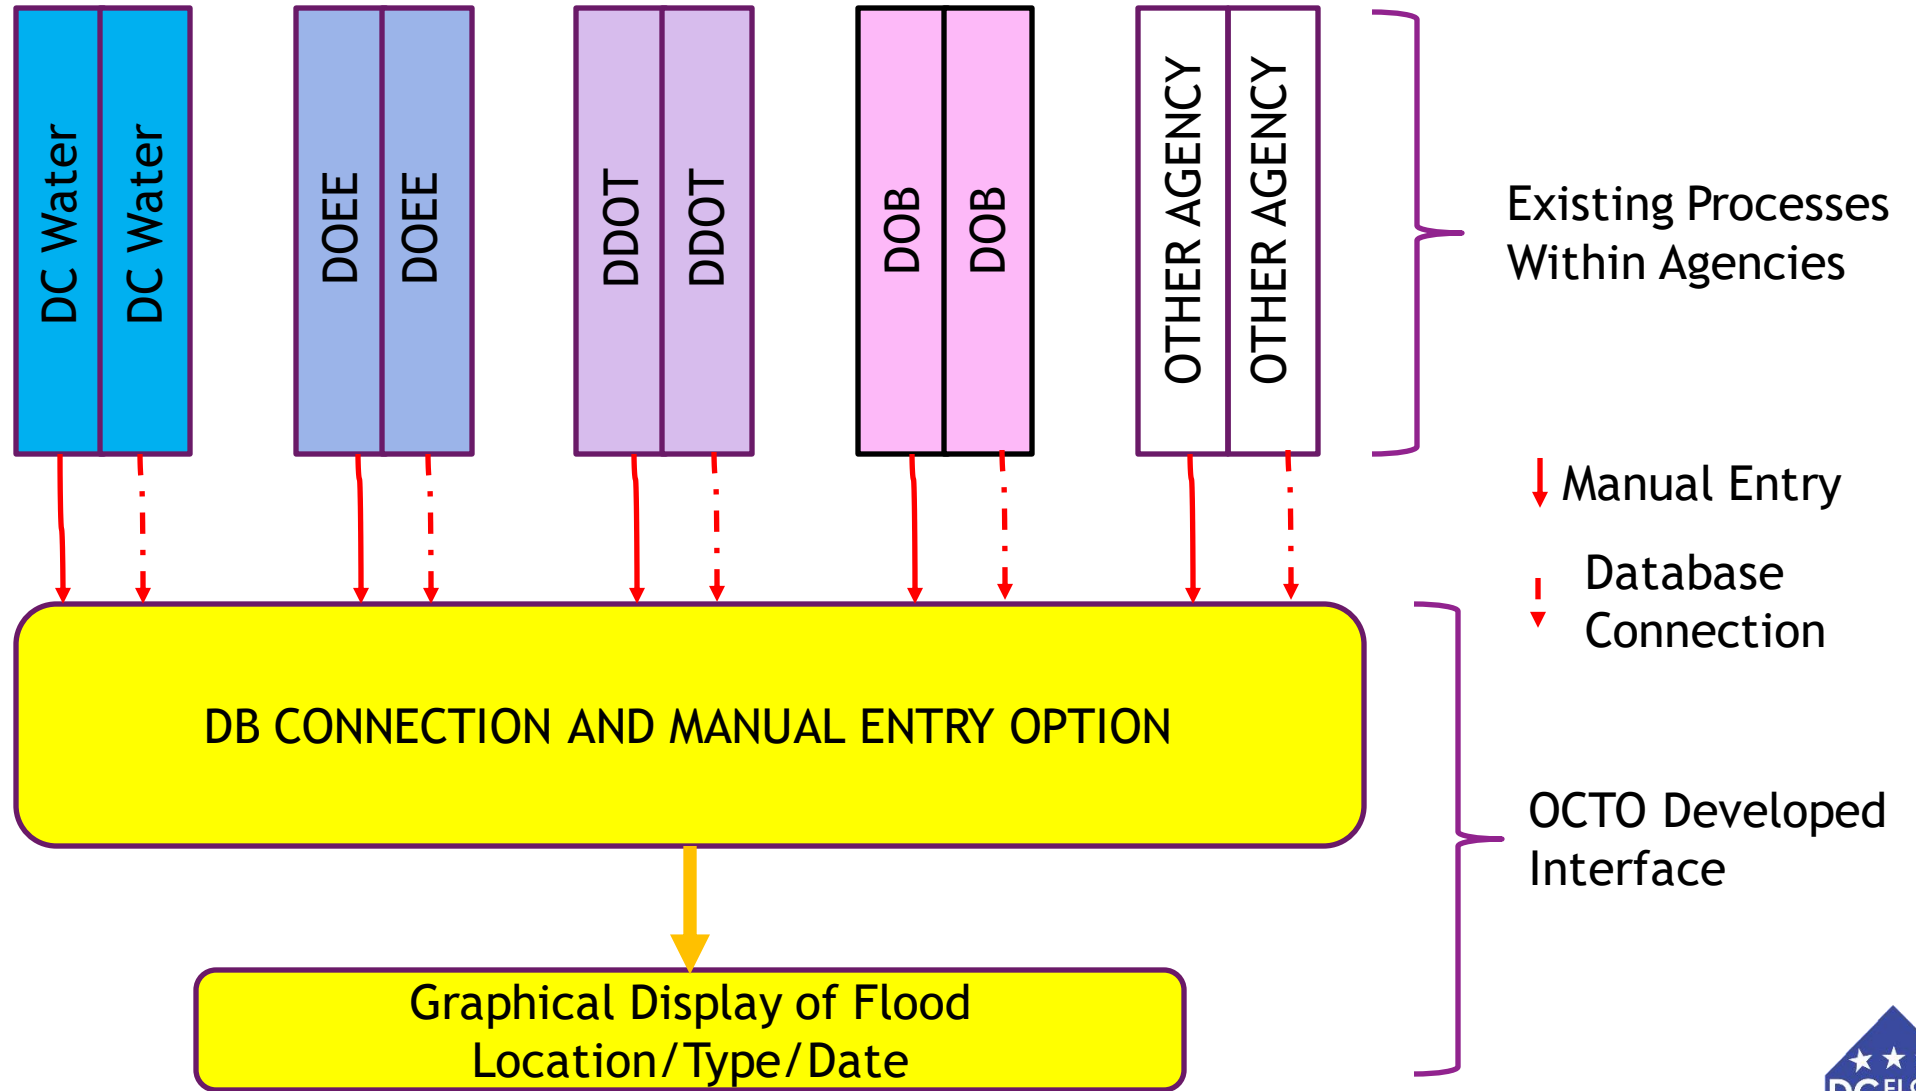 DC Water
DC Water
DOEE
DOEE
DDOT
DDOT
DOB
DOB
OTHER AGENCY
OTHER AGENCY
Existing Processes
Within Agencies
Manual Entry
Database
Connection
DB CONNECTION AND MANUAL ENTRY OPTION
OCTO Developed
Interface
Graphical Display of Flood
Location/Type/Date
DC